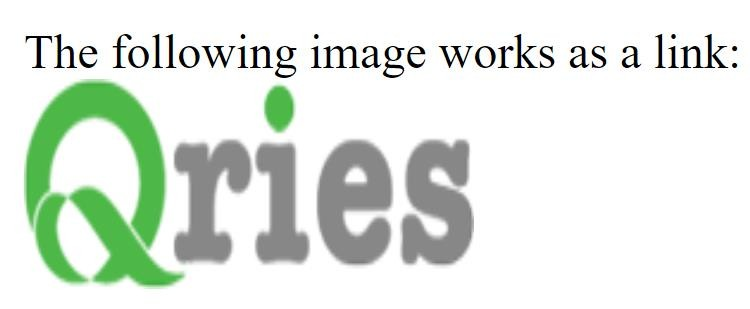 The following image works as a link:
Qries